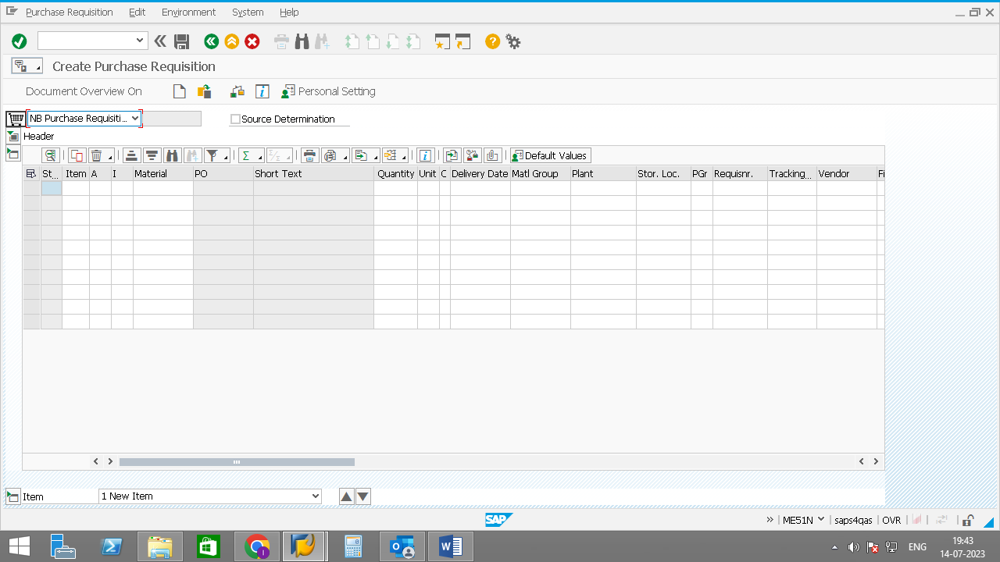 Purchase Requisition Edit Environment System Help
Create Purchase Requisition
Document Overview On Personal Setting
NB Purchase Requisiti... Source Determination
Header
Default Values
St... Item A I Material PO Short Text Quantity Unit C Delivery Date Matl Group Plant Stor. Loc. PGr Requisnr. Tracking... Vendor Fi
Item 1 New Item
SAP ME51N saps4qas OVR
ENG 19:43
14-07-2023